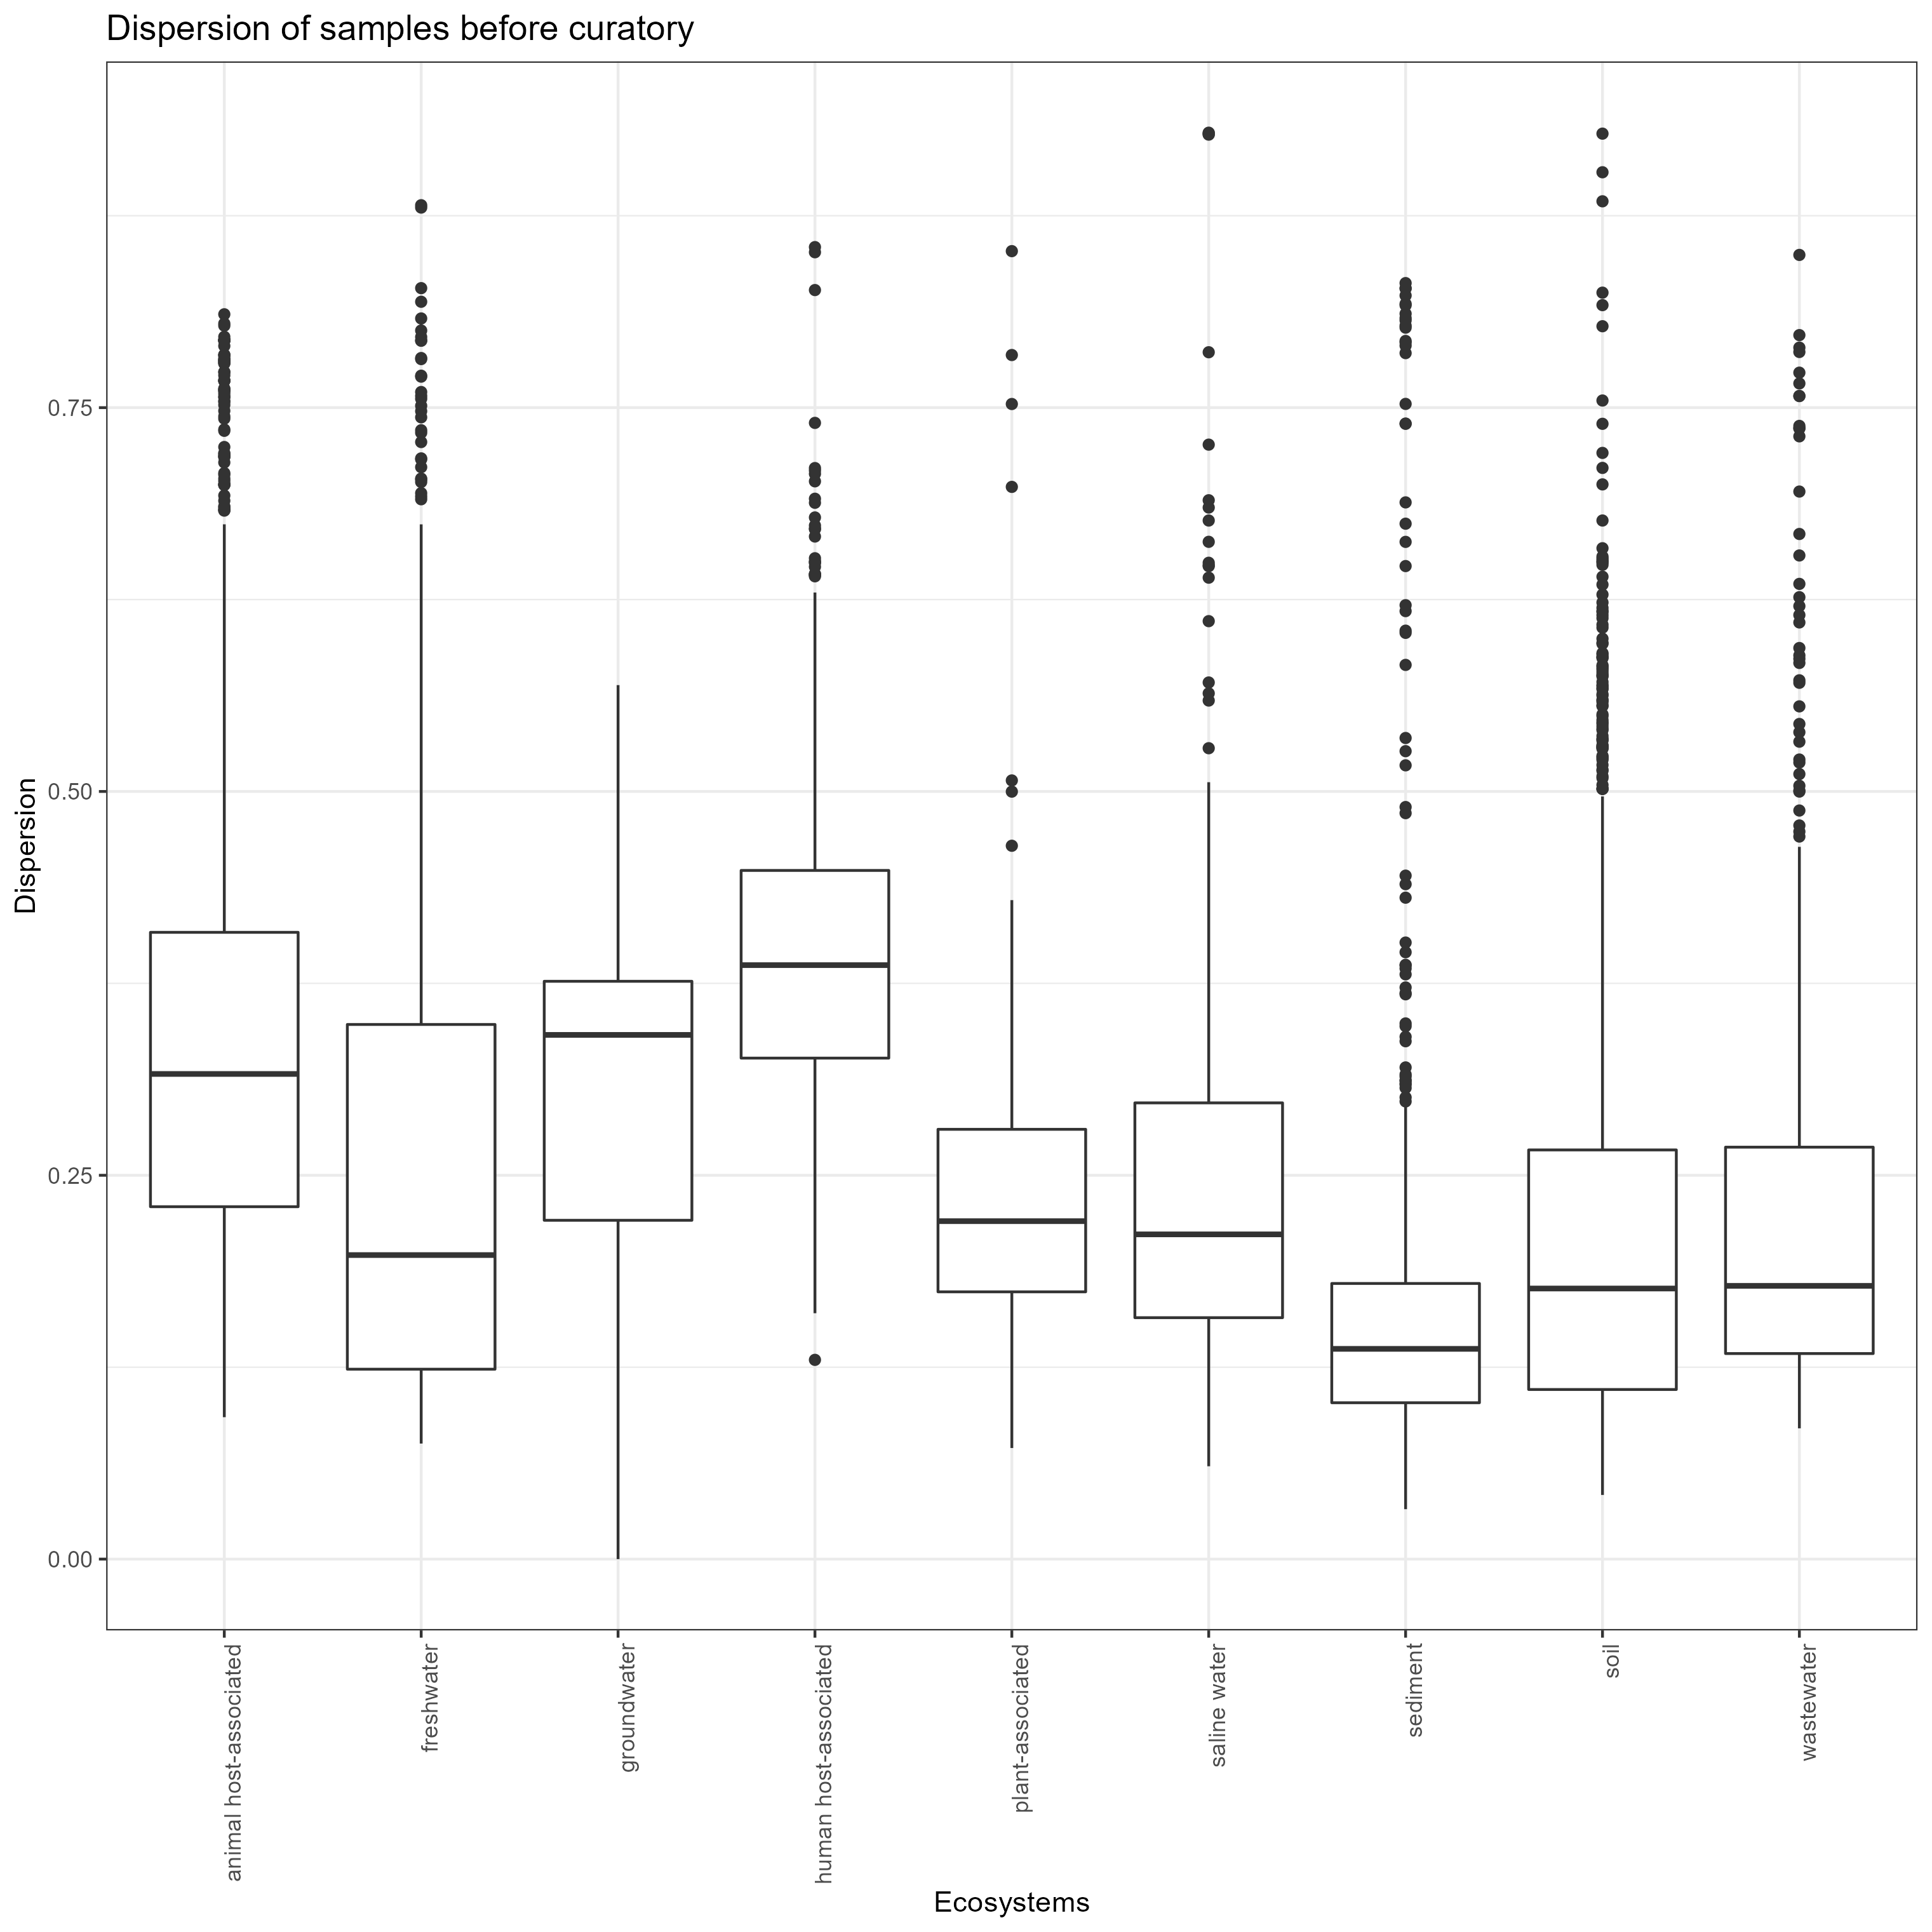 Dispersion of samples before curatory
Dispersion
0.75
0.50
0.25
0.00
animal host-associated
freshwater
groundwater
human host-associated
plant-associated
saline water
sediment
soil
wastewater
Ecosystems